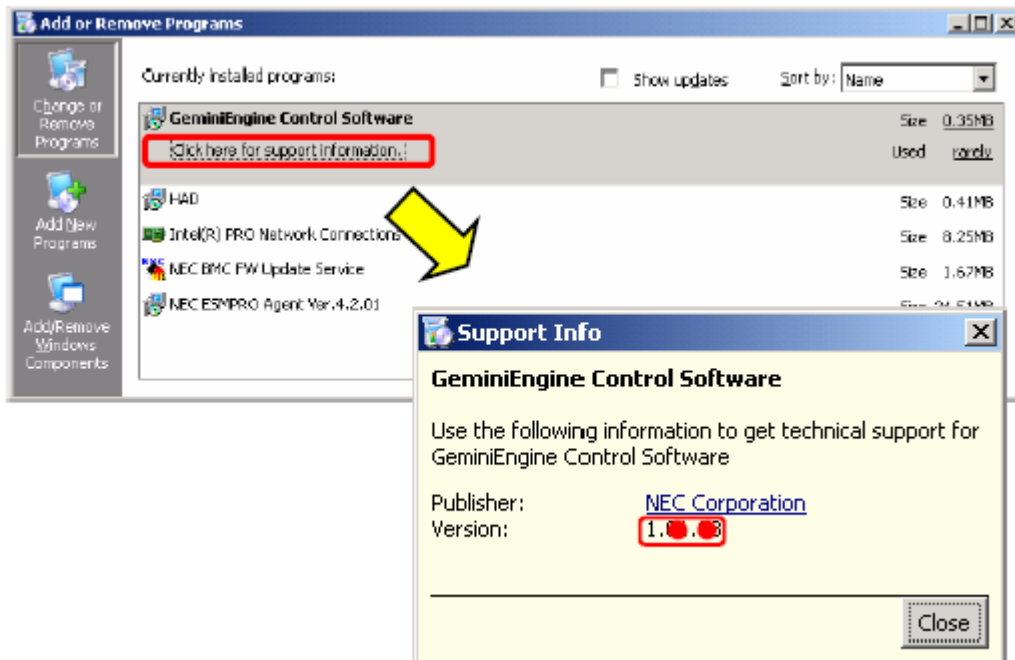 Add or Remove Programs
Change or
Remove
Programs
Add New
Programs
Add/Remove
Windows
Components
Currently installed programs:
Show updates
Sort by: Name
GeminiEngine Control Software
Size 0.35MB
Click here for support information.
Used rarely
HAD
Size 0.41MB
Intel(R) PRO Network Connections
Size 8.25MB
NEC BMC FW Update Service
Size 1.67MB
NEC ESMPRO Agent Ver.4.2.01
Support Info
GeminiEngine Control Software
Use the following information to get technical support for
GeminiEngine Control Software
Publisher: NEC Corporation
Version:
Close